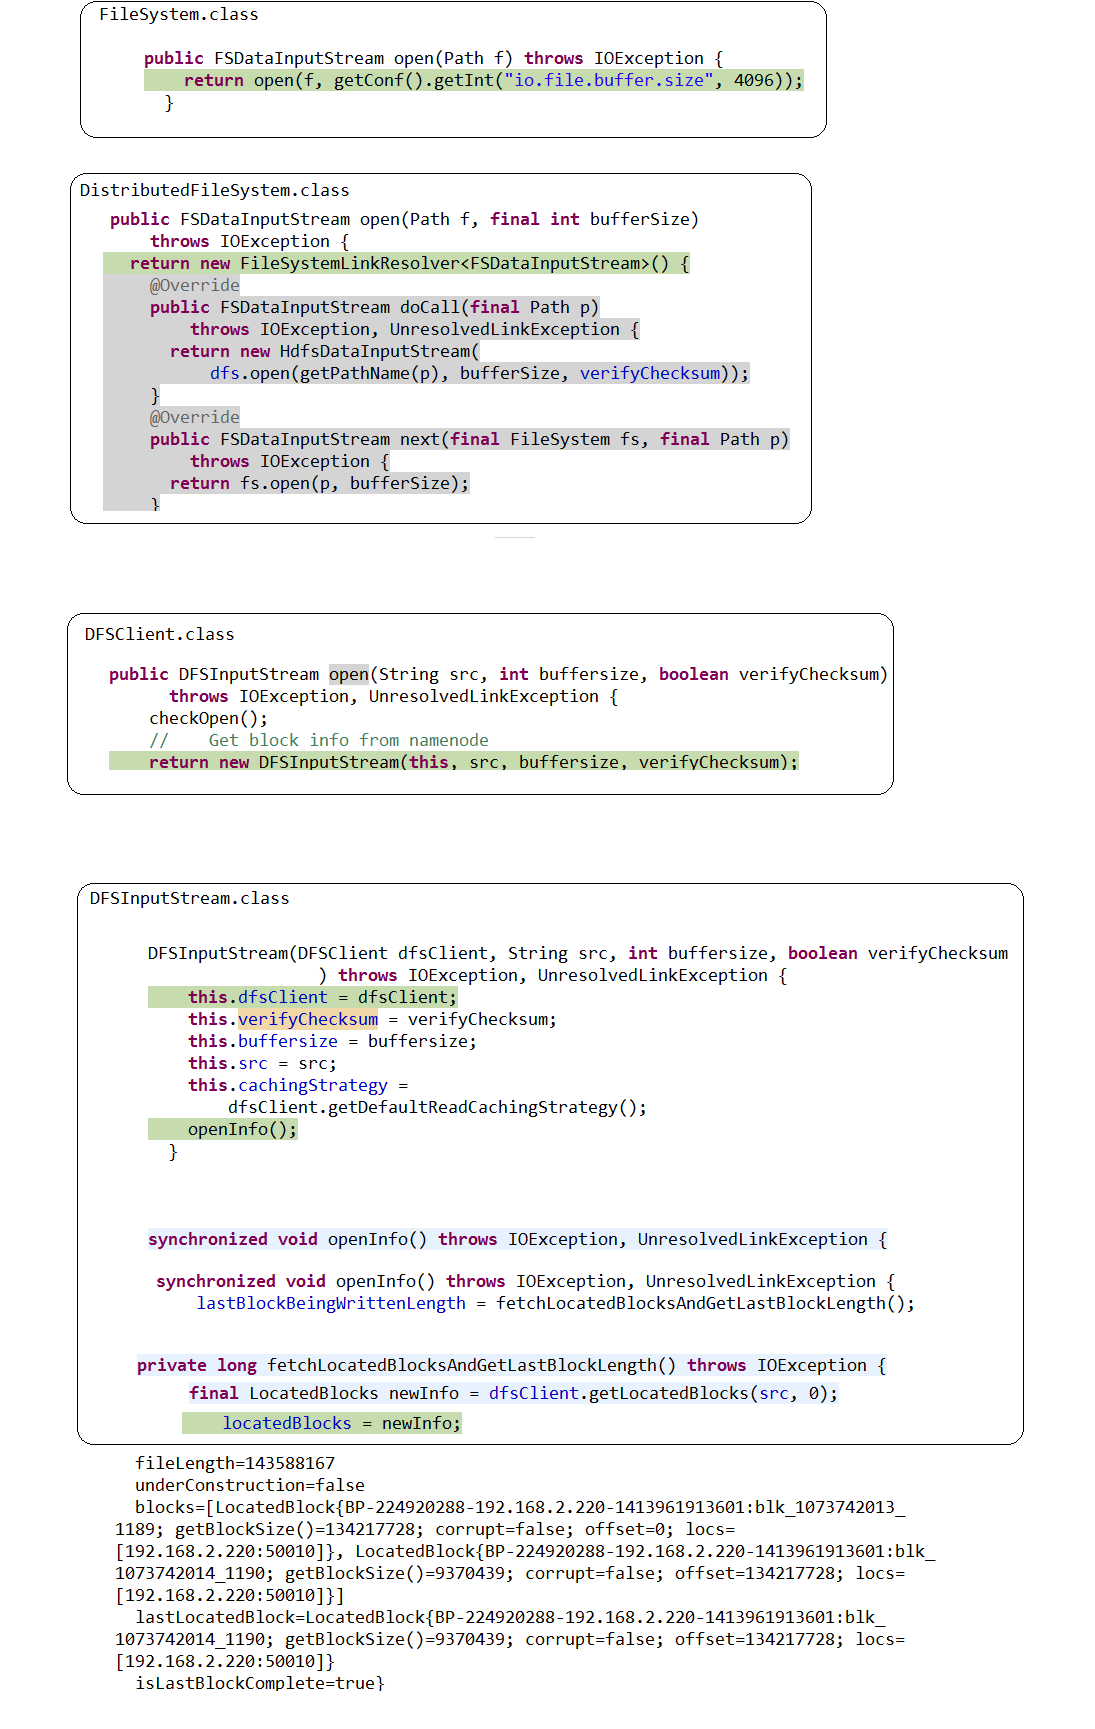 FileSystem.class
public FSDataInputStream open(Path f) throws IOException {
return open(f, getConf().getInt("io.file.buffer.size", 4096));
}
DistributedFileSystem.class
public FSDataInputStream open(Path f, final int bufferSize)
throws IOException {
return new FileSystemLinkResolver<FSDataInputStream>() {
@Override
public FSDataInputStream doCall(final Path p)
throws IOException, UnresolvedLinkException {
return new HdfsDataInputStream(
dfs.open(getPathName(p), bufferSize, verifyChecksum));
}
@Override
public FSDataInputStream next(final FileSystem fs, final Path p)
throws IOException {
return fs.open(p, bufferSize);
}
DFSClient.class
public DFSInputStream open(String src, int buffersize, boolean verifyChecksum)
throws IOException, UnresolvedLinkException {
checkOpen();
//    Get block info from namenode
return new DFSInputStream(this, src, buffersize, verifyChecksum);
DFSInputStream.class
DFSInputStream(DFSClient dfsClient, String src, int buffersize, boolean verifyChecksum
) throws IOException, UnresolvedLinkException {
this.dfsClient = dfsClient;
this.verifyChecksum = verifyChecksum;
this.buffersize = buffersize;
this.src = src;
this.cachingStrategy =
dfsClient.getDefaultReadCachingStrategy();
openInfo();
}
synchronized void openInfo() throws IOException, UnresolvedLinkException {
synchronized void openInfo() throws IOException, UnresolvedLinkException {
lastBlockBeingWrittenLength = fetchLocatedBlocksAndGetLastBlockLength();
private long fetchLocatedBlocksAndGetLastBlockLength() throws IOException {
final LocatedBlocks newInfo = dfsClient.getLocatedBlocks(src, 0);
locatedBlocks = newInfo;
fileLength=143588167
underConstruction=false
blocks=[LocatedBlock{BP-224920288-192.168.2.220-1413961913601:blk_1073742013_
1189; getBlockSize()=134217728; corrupt=false; offset=0; locs=
[192.168.2.220:50010]}, LocatedBlock{BP-224920288-192.168.2.220-1413961913601:blk_
1073742014_1190; getBlockSize()=9370439; corrupt=false; offset=134217728; locs=
[192.168.2.220:50010]}]
lastLocatedBlock=LocatedBlock{BP-224920288-192.168.2.220-1413961913601:blk_
1073742014_1190; getBlockSize()=9370439; corrupt=false; offset=134217728; locs=
[192.168.2.220:50010]}
isLastBlockComplete=true}